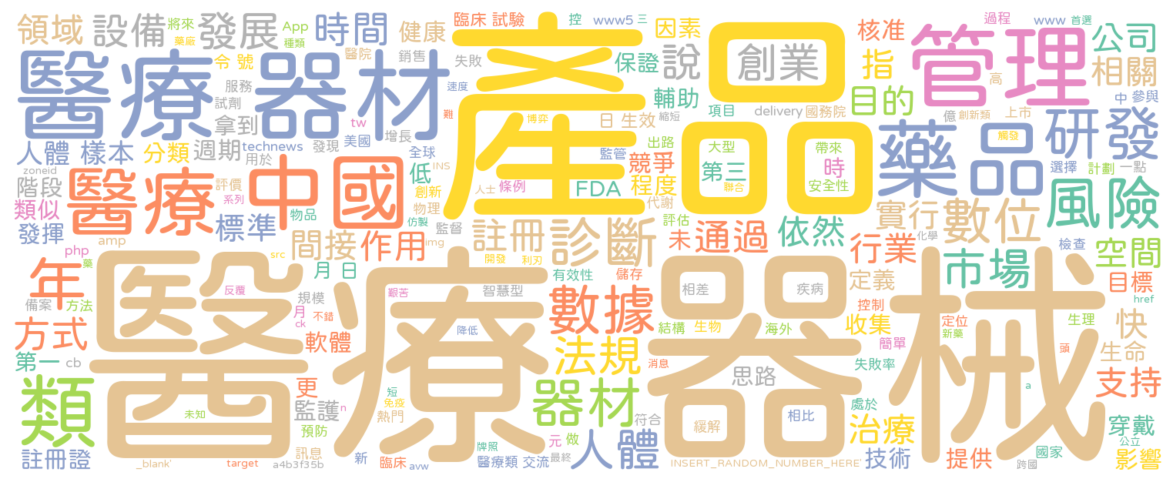 領域 設備 發展 將來 App 時間 醫院 健康 臨床 試驗 控 www5 三 因素 過程 www 首選
藥廠 種類 令 號 失敗 銷售 保證 說 創業 指 核准 管理 高 公司
醫療 器材 服務 試劑 速度 難 產品 輔助 目的 相關
拿到 tw 美國 增長 博弈 縮短 項目 delivery 國務院 億 創新類 上市 中 參與
人體 樣本 分類 週期 technews 發現 全球 日 生效 出路 大型 帶來 藥品 觸發 研發
zoneid 用於 INS 監管 競爭 第三 時 選擇 計劃 一點
階段 醫療 中國 評價 低 創新 人士 條例 FDA 程度 聯合 安全性 風險
類似 系列 物品 物理 仿製 代謝 實行 數位
發揮 標準 監督 註冊 診斷 評估 未 通過 依然 化學
php amp 間接 作用 img 開發 利刃 src 行業 市場 檢查 空間
年 月 日 藥 有效性 儲存 相差 疾病 定義 目標
醫療 器械
備案 方法 反覆 規模 艱苦 智慧型 數據 控制 href
方式 月 ck 不錯 軟體 降低 結構 生物 海外 收集 定位 新藥 生理 快
第一 cb 法規 消息 簡單 頭 生命
類 更 短 思路 失敗率 a 支持
監護 n 免疫 熱門 器材 處於
未知 預防 符合 緩解 相比 治療 穿戴
訊息 元 做 牌照 人體 國家 公立
註冊證 _blank' target a4b3f35b 新 臨床 avw 醫療類 交流 最終 INSERT_RANDOM_NUMBER_HERE' 技術 提供 跨國 影響